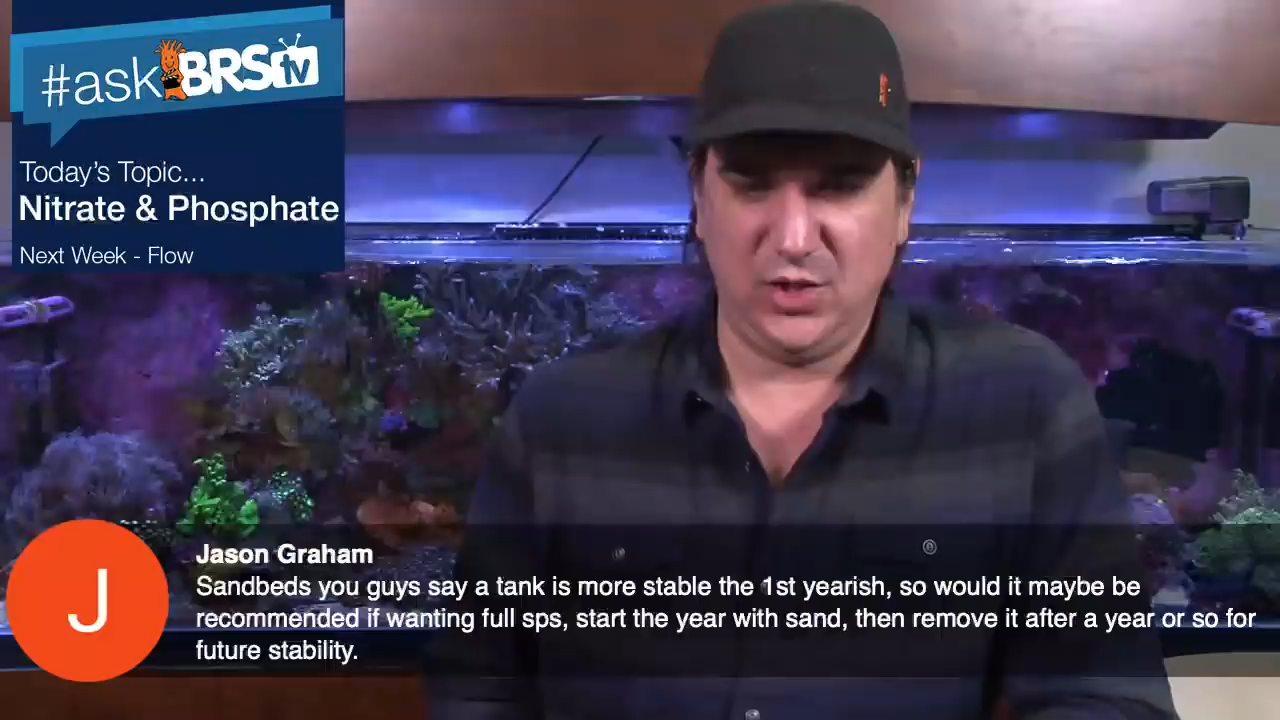 #askBRStv
Today’s Topic...
Nitrate & Phosphate
Next Week - Flow
J
Jason Graham
Sandbeds you guys say a tank is more stable the 1st yearish, so would it maybe be
recommended if wanting full sps, start the year with sand, then remove it after a year or so for
future stability.